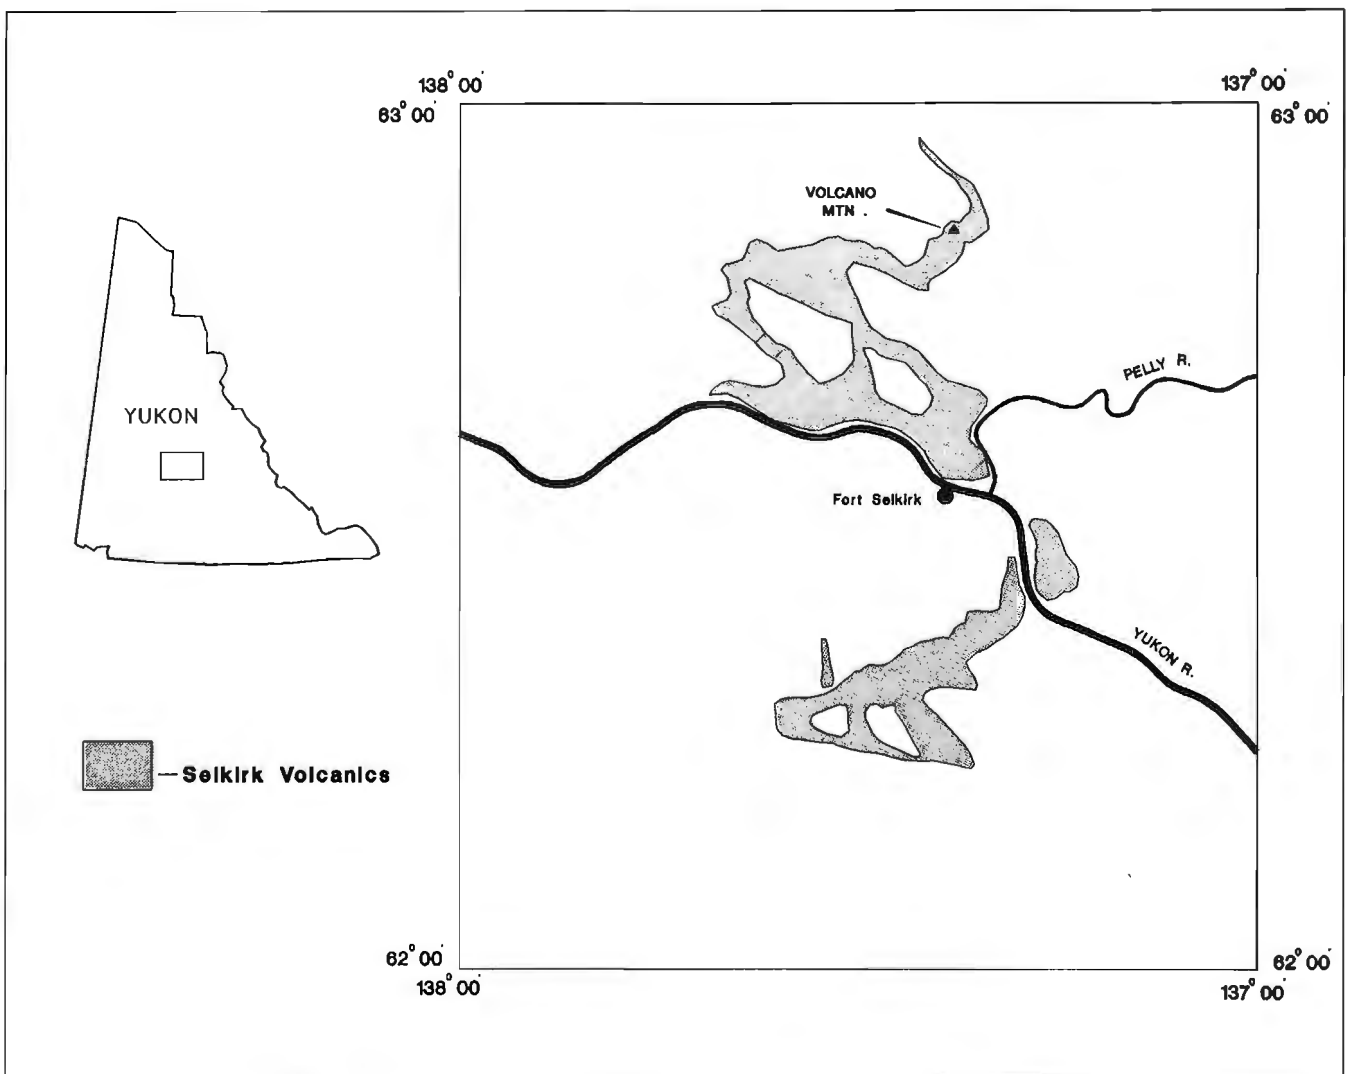 138° 00'
137° 00'
63° 00'
63° 00'
VOLCANO
MTN .
YUKON
PELLY R.
Fort Selkirk
YUKON R.
Selkirk Volcanics
62° 00'
62° 00'
138° 00'
137° 00'